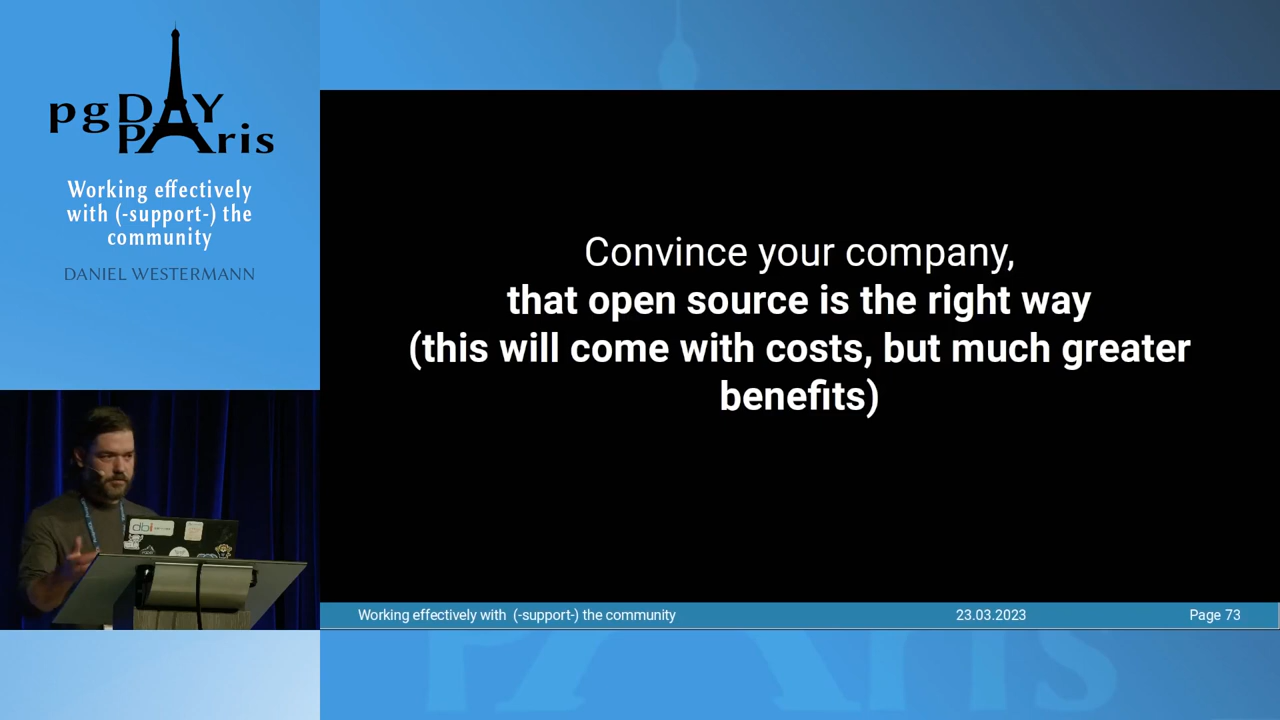 pgDAY
PAris
Working effectively
with (-support-) the
community
DANIEL WESTERMANN
Convince your company,
that open source is the right way
(this will come with costs, but much greater
benefits)
dbi
Working effectively with (-support-) the community 23.03.2023 Page 73